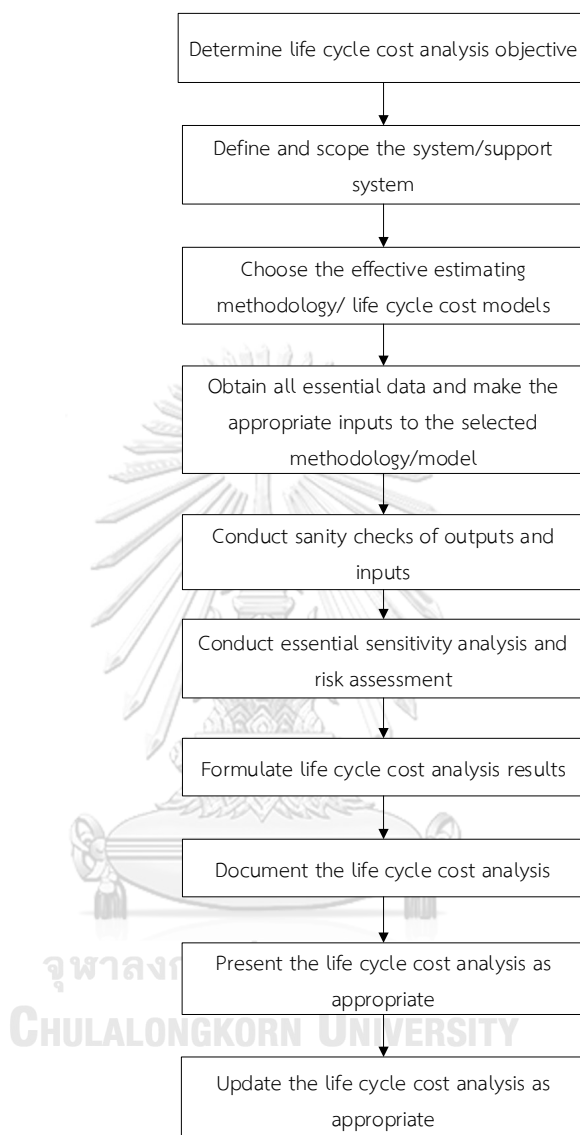 Determine life cycle cost analysis objective
Define and scope the system/support
system
Choose the effective estimating
methodology/ life cycle cost models
Obtain all essential data and make the
appropriate inputs to the selected
methodology/model
Conduct sanity checks of outputs and
inputs
Conduct essential sensitivity analysis and
risk assessment
Formulate life cycle cost analysis results
Document the life cycle cost analysis
Present the life cycle cost analysis as
appropriate
CHULALONGKORN UNIVERSITY
Update the life cycle cost analysis as
appropriate